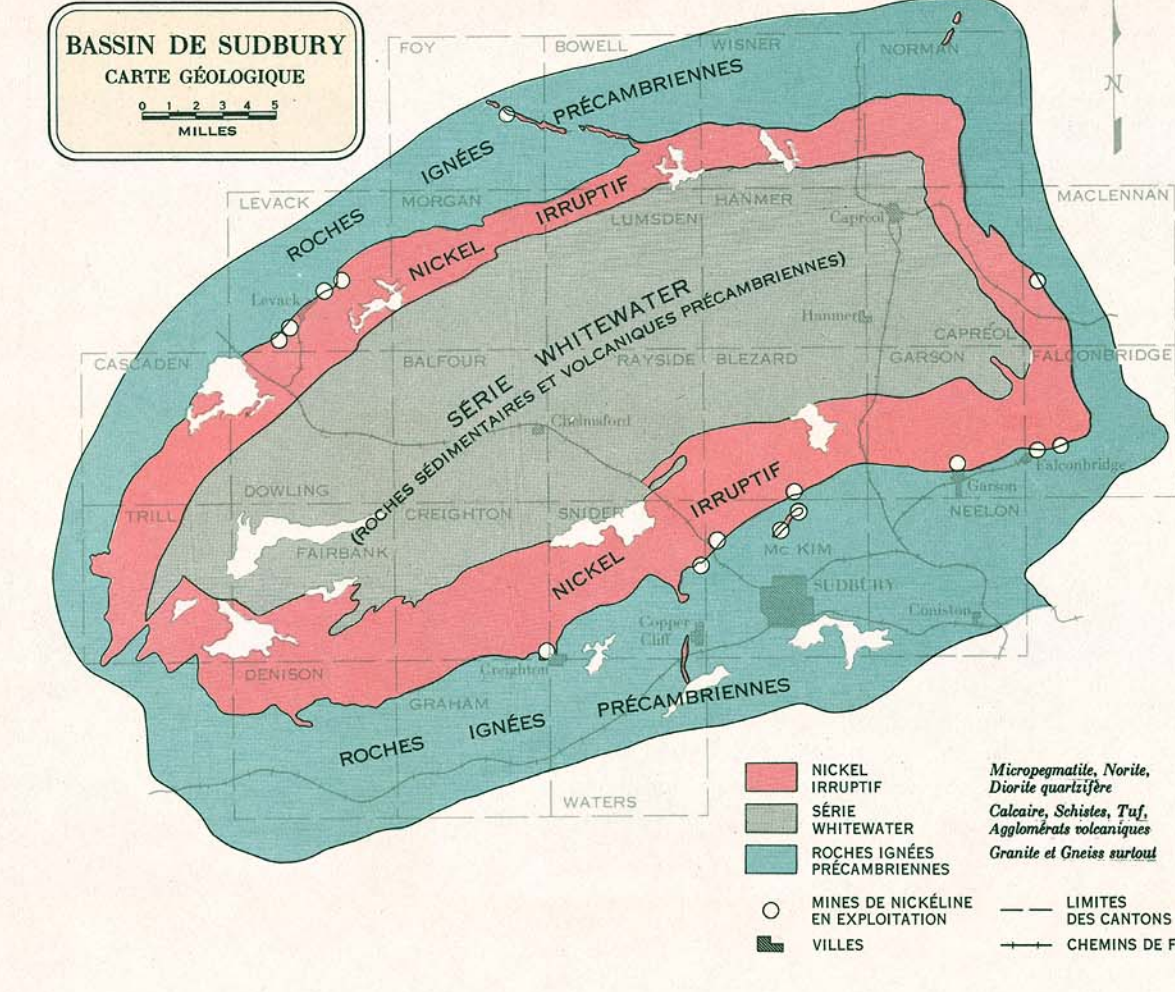 BASSIN DE SUDBURY
CARTE GÉOLOGIQUE
0 1 2 3 4 5
MILLES
N
FOY
BOWELL
WISNER
NORMAN
ROCHES IGNÉES PRÉCAMBRIENNES
LEVACK
MORGAN
LUMSDEN
HANMER
MACLENNAN
NICKEL IRRUPTIF
Capreol
Levack
Hanmer
CASCADEN
BALFOUR
RAYSIDE
BLEZARD
CAPRÉOL
GARSON
FALCONBRIDGE
SÉRIE WHITEWATER
(ROCHES SÉDIMENTAIRES ET VOLCANIQUES PRÉCAMBRIENNES)
Chelmsford
DOWLING
TRILL
CREIGHTON
SNIDER
FAIRBANK
NICKEL IRRUPTIF
Falconbridge
Garson
NEELON
Mc KIM
SUDBURY
Coniston
Copper
Cliff
Creighton
DENISON
GRAHAM
ROCHES IGNÉES PRÉCAMBRIENNES
WATERS
NICKEL
IRRUPTIF
Micropegmatite, Norite,
Diorite quartzifère
SÉRIE
WHITEWATER
Calcaire, Schistes, Tuf,
Agglomérats volcaniques
ROCHES IGNÉES
PRÉCAMBRIENNES
Granite et Gneiss surtout
MINES DE NICKÉLINE
EN EXPLOITATION
LIMITES
DES CANTONS
VILLES
CHEMINS DE F